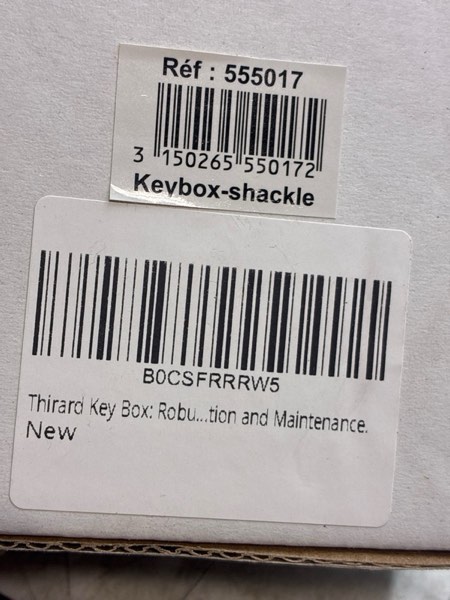 Réf : 555017
3 150265 550172
Keybox-shackle
B0CSFRRRW5
Thirard Key Box: Robu...tion and Maintenance.
New